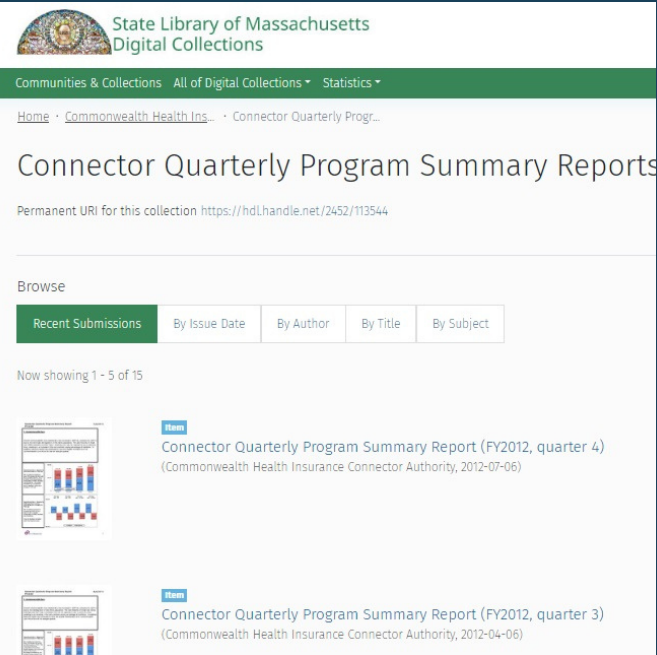 State Library of Massachusetts
Digital Collections
Communities & Collections All of Digital Collections Statistics
Home • Commonwealth Health Ins... • Connector Quarterly Progr...
Connector Quarterly Program Summary Reports
Permanent URI for this collection https://hdl.handle.net/2452/113544
Browse
Recent Submissions By Issue Date By Author By Title By Subject
Now showing 1 - 5 of 15
Item
Connector Quarterly Program Summary Report (FY2012, quarter 4)
(Commonwealth Health Insurance Connector Authority, 2012-07-06)
Item
Connector Quarterly Program Summary Report (FY2012, quarter 3)
(Commonwealth Health Insurance Connector Authority, 2012-04-06)